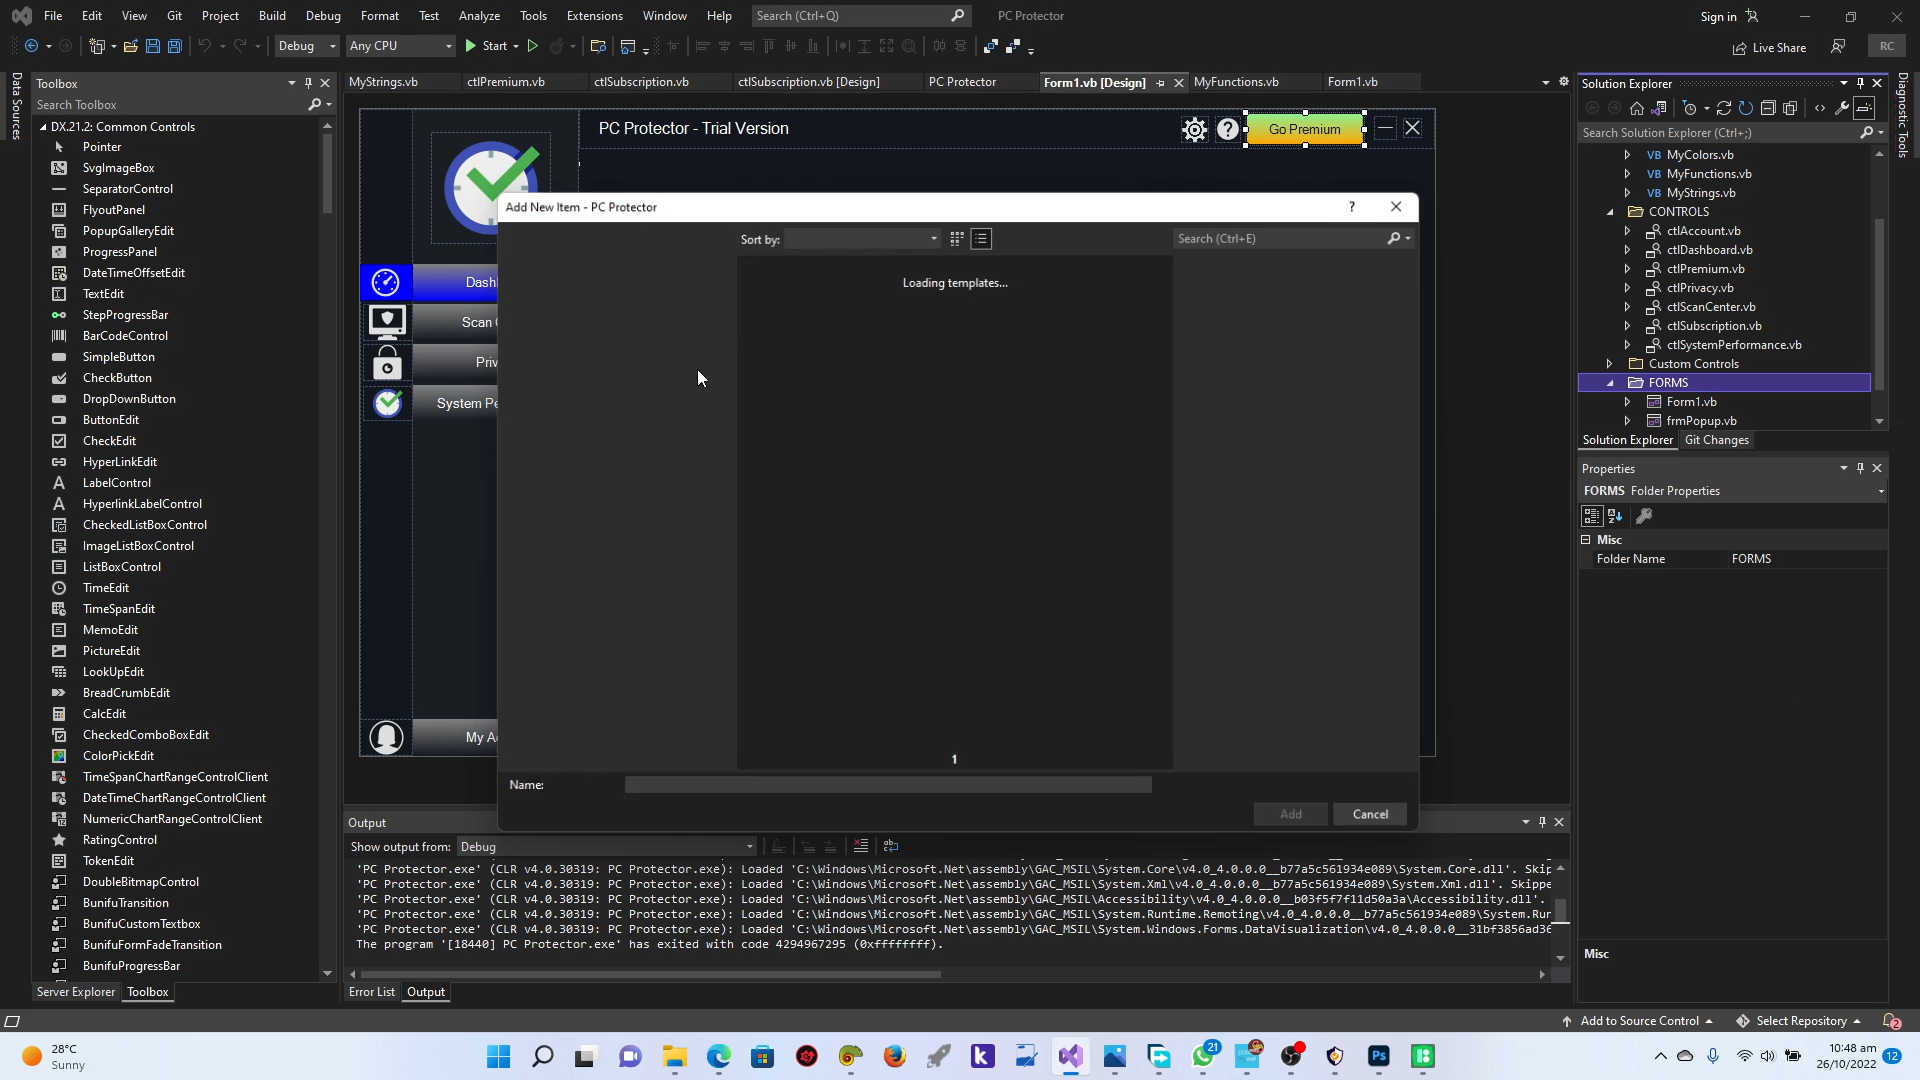 File Edit View Git Project Build Debug Format Test Analyze Tools Extensions Window Help Search (Ctrl+Q) PC Protector Sign in
Debug Any CPU Start Live Share RC
Data Sources
Toolbox
Search Toolbox
DX.21.2: Common Controls
Pointer
SvgImageBox
SeparatorControl
FlyoutPanel
PopupGalleryEdit
ProgressPanel
DateTimeOffsetEdit
TextEdit
StepProgressBar
BarCodeControl
SimpleButton
CheckButton
DropDownButton
ButtonEdit
CheckEdit
HyperLinkEdit
LabelControl
HyperlinkLabelControl
CheckedListBoxControl
ImageListBoxControl
ListBoxControl
TimeEdit
TimeSpanEdit
MemoEdit
PictureEdit
LookUpEdit
BreadCrumbEdit
CalcEdit
CheckedComboBoxEdit
ColorPickEdit
TimeSpanChartRangeControlClient
DateTimeChartRangeControlClient
NumericChartRangeControlClient
RatingControl
TokenEdit
DoubleBitmapControl
BunifuTransition
BunifuCustomTextbox
BunifuFormFadeTransition
BunifuProgressBar
Server Explorer Toolbox
MyStrings.vb ctlPremium.vb ctlSubscription.vb ctlSubscription.vb [Design] PC Protector Form1.vb [Design] MyFunctions.vb Form1.vb
PC Protector - Trial Version Go Premium
Dash
Scan
Priv
System Pe
My A
Add New Item - PC Protector ?
Sort by: Search (Ctrl+E)
Loading templates...
1
Name:
Add Cancel
Output
Show output from: Debug
'PC Protector.exe' (CLR v4.0.30319: PC Protector.exe): Loaded 'C:\Windows\Microsoft.Net\assembly\GAC_MSIL\System.Core\v4.0_4.0.0.0__b77a5c561934e089\System.Core.dll'. Skip
'PC Protector.exe' (CLR v4.0.30319: PC Protector.exe): Loaded 'C:\Windows\Microsoft.Net\assembly\GAC_MSIL\System.Xml\v4.0_4.0.0.0__b77a5c561934e089\System.Xml.dll'. Skippe
'PC Protector.exe' (CLR v4.0.30319: PC Protector.exe): Loaded 'C:\Windows\Microsoft.Net\assembly\GAC_MSIL\Accessibility\v4.0_4.0.0.0__b03f5f7f11d50a3a\Accessibility.dll'.
'PC Protector.exe' (CLR v4.0.30319: PC Protector.exe): Loaded 'C:\Windows\Microsoft.Net\assembly\GAC_MSIL\System.Runtime.Remoting\v4.0_4.0.0.0__b77a5c561934e089\System.Run
'PC Protector.exe' (CLR v4.0.30319: PC Protector.exe): Loaded 'C:\Windows\Microsoft.Net\assembly\GAC_MSIL\System.Windows.Forms.DataVisualization\v4.0_4.0.0.0__31bf3856ad36
The program '[18440] PC Protector.exe' has exited with code 4294967295 (0xffffffff).
Error List Output
Solution Explorer
Search Solution Explorer (Ctrl+;)
VB MyColors.vb
VB MyFunctions.vb
VB MyStrings.vb
CONTROLS
ctlAccount.vb
ctlDashboard.vb
ctlPremium.vb
ctlPrivacy.vb
ctlScanCenter.vb
ctlSubscription.vb
ctlSystemPerformance.vb
Custom Controls
FORMS
Form1.vb
frmPopup.vb
Solution Explorer Git Changes
Properties
FORMS Folder Properties
Misc
Folder Name FORMS
Misc
Diagnostic Tools
Add to Source Control Select Repository 2
28°C
Sunny
21
Ps
10:48 am
26/10/2022
12